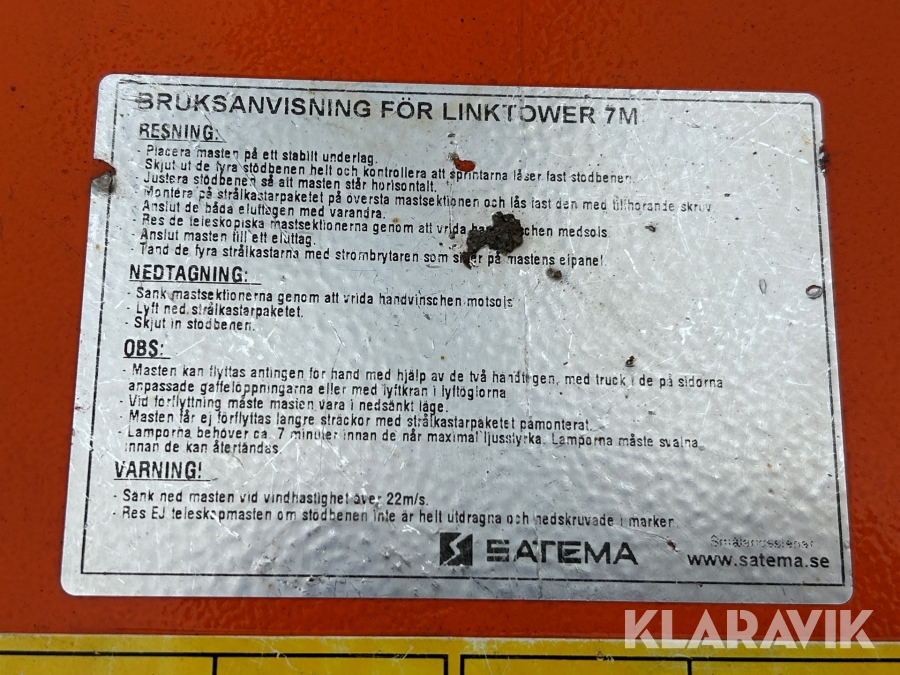 BRUKSANVISNING FÖR LINKTOWER 7M
RESNING:
- Placera masten på ett stabilt underlag.
- Skjut ut de fyra stödbenen helt och kontrollera att sprintarna låser fast stödbenen.
- Justera stödbenen så att masten står horisontalt.
- Montera på strålkastarpaketet på översta mastsektionen och lås fast den med tillhörande skruv
- Anslut de båda eluttagen med varandra.
- Res de teleskopiska mastsektionerna genom att vrida medsols.
- Anslut masten till ett eluttag.
- Tänd de fyra strålkastarna med strömbrytaren som på mastens elpanel.
NEDTAGNING:
- Sänk mastsektionerna genom att vrida handvinschen motsols
- Lyft ned strålkastarpaketet.
- Skjut in stödbenen.
OBS:
- Masten kan flyttas antingen för hand med hjälp av de två handtagen, med truck i de på sidorna
anpassade gaffelöppningarna eller med lyftkran i lyftöglorna
- Vid förflyttning måste masten vara i nedsänkt läge.
- Masten får ej förflyttas längre sträckor med strålkastarpaketet påmonterat.
- Lamporna behöver ca. 7 minuter innan de når maximal ljusstyrka. Lamporna måste svalna
innan de kan återtändas.
VARNING!
- Sänk ned masten vid vindhastighet över 22m/s.
- Res EJ teleskopmasten om stödbenen inte är helt utdragna och nedskruvade i marken.
SATEMA
Smålandsstenar
www.satema.se
KLARAVIK